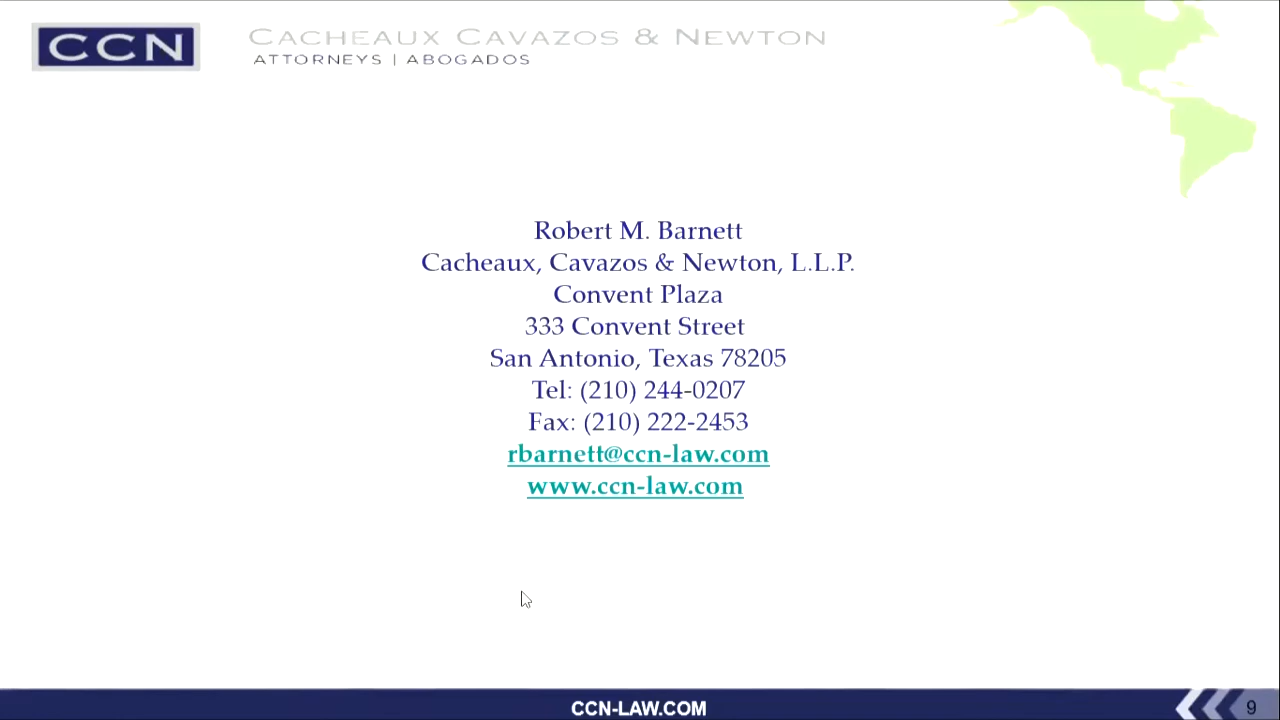 CCN
CACHEAUX CAVAZOS & NEWTON
ATTORNEYS | ABOGADOS
Robert M. Barnett
Cacheaux, Cavazos & Newton, L.L.P.
Convent Plaza
333 Convent Street
San Antonio, Texas 78205
Tel: (210) 244-0207
Fax: (210) 222-2453
rbarnett@ccn-law.com
www.ccn-law.com
CCN-LAW.COM
9